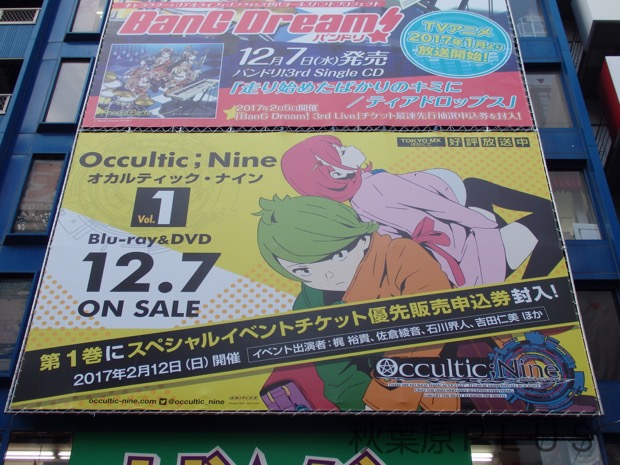 BanG Dream!
バンドリ!
TVアニメ
2017年1月より
放送開始!
12月7日(水)発売
バンドリ!3rd Single CD
「走り始めたばかりのキミに
/ティアドロップス」
2017年2月5日開催
「BanG Dream! 3rd Live」チケット最速先行抽選申込券を封入!
Occultic;Nine
オカルティック・ナイン
Vol.1
Blu-ray&DVD
12.7
ON SALE
TOKYO MX
好評放送中
第1巻にスペシャルイベントチケット優先販売申込券封入!
2017年2月12日(日)開催
イベント出演者:梶 裕貴、佐倉綾音、石川界人、吉田仁美 ほか
occultic-nine.com @occultic_nine
Occultic;Nine
秋葉原PLUS